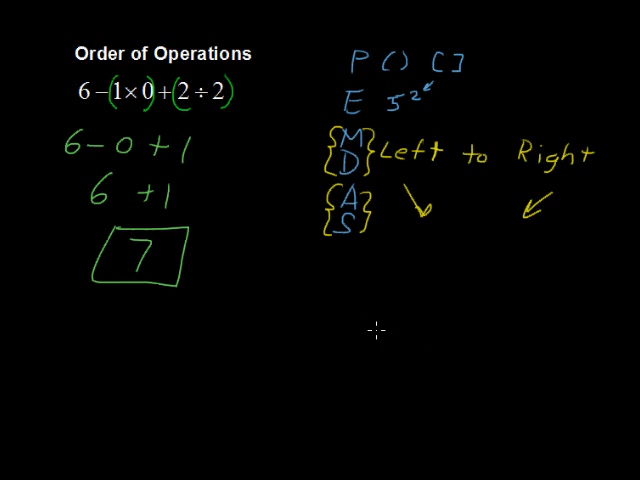 Order of Operations
6 – (1 × 0) + (2 ÷ 2)
6 – 0 + 1
6 + 1
7
P ( ) [ ]
E 5²
{M
D} Left to Right
{A
S}